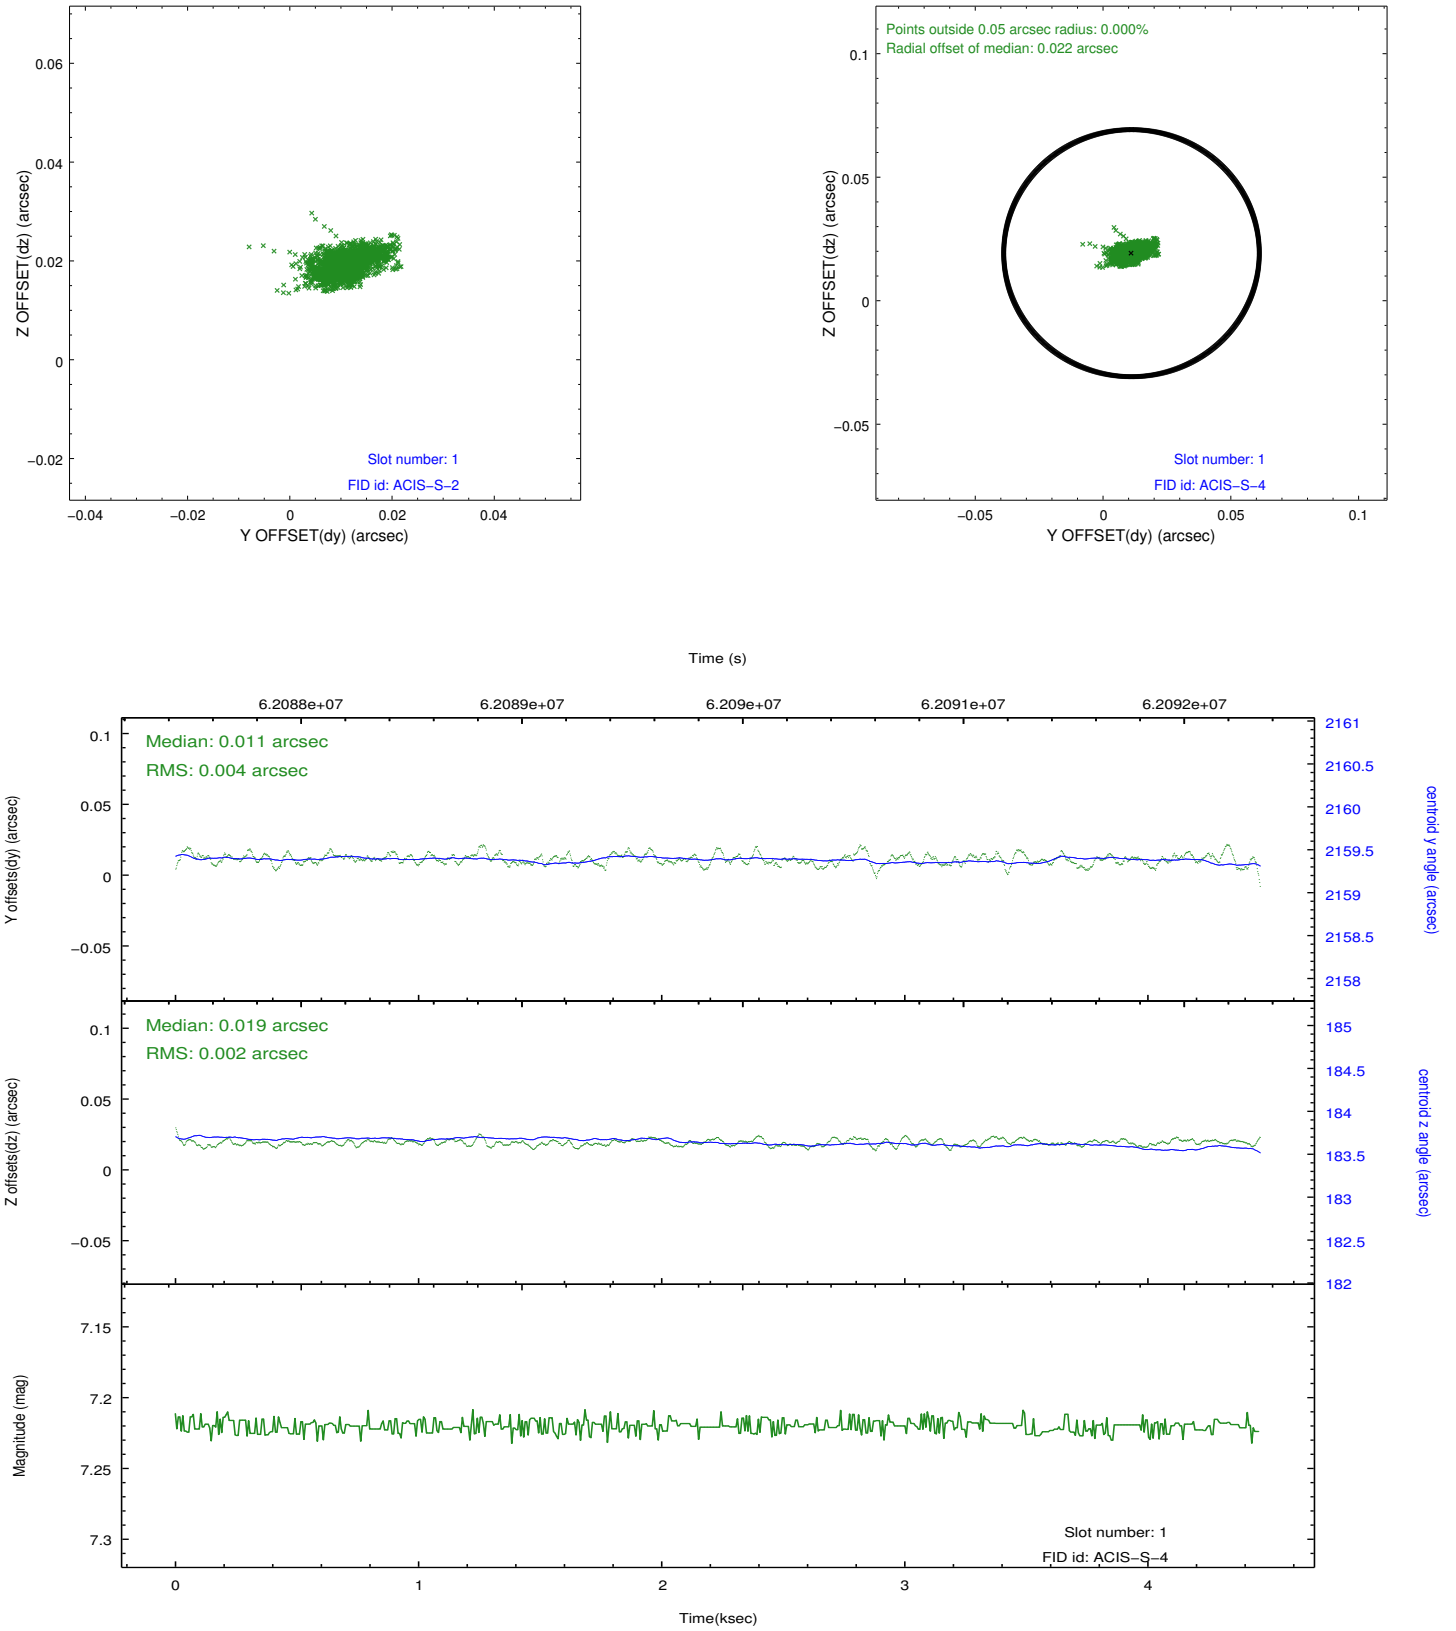 0.06
0.04
0.02
0
−0.02
−0.04
−0.02
0
0.02
0.04
Z OFFSET(dz) (arcsec)
Y OFFSET(dy) (arcsec)
Slot number: 1
FID id: ACIS−S−2
Points outside 0.05 arcsec radius: 0.000%
Radial offset of median: 0.022 arcsec
0.1
0.05
0
−0.05
−0.05
0
0.05
0.1
Z OFFSET(dz) (arcsec)
Y OFFSET(dy) (arcsec)
Slot number: 1
FID id: ACIS−S−4
Time (s)
6.2088e+07
6.2089e+07
6.209e+07
6.2091e+07
6.2092e+07
Median: 0.011 arcsec
RMS: 0.004 arcsec
0.1
0.05
0
−0.05
Y offsets(dy) (arcsec)
2161
2160.5
2160
2159.5
2159
2158.5
2158
centroid y angle (arcsec)
Median: 0.019 arcsec
RMS: 0.002 arcsec
0.1
0.05
0
−0.05
Z offsets(dz) (arcsec)
185
184.5
184
183.5
183
182.5
182
centroid z angle (arcsec)
7.15
7.2
7.25
7.3
Magnitude (mag)
Slot number: 1
FID id: ACIS−S−4
0
1
2
3
4
Time(ksec)